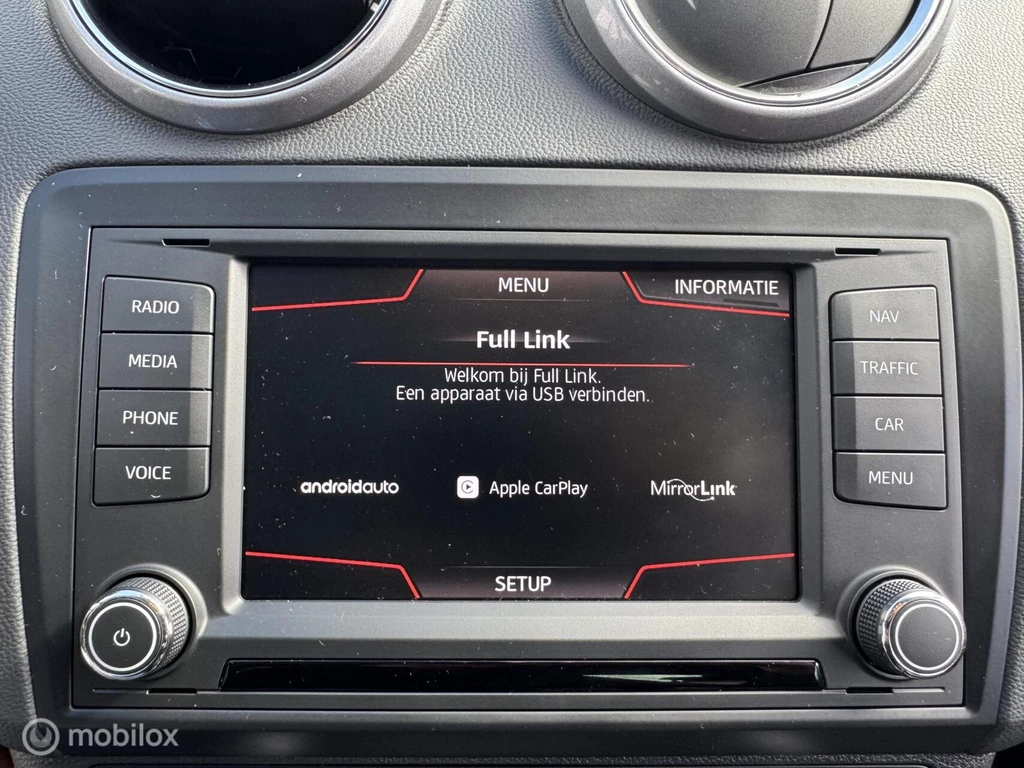 MENU
INFORMATIE
Full Link
Welkom bij Full Link.
Een apparaat via USB verbinden.
androidauto
Apple CarPlay
MirrorLink
SETUP
RADIO
MEDIA
PHONE
VOICE
NAV
TRAFFIC
CAR
MENU
mobilox